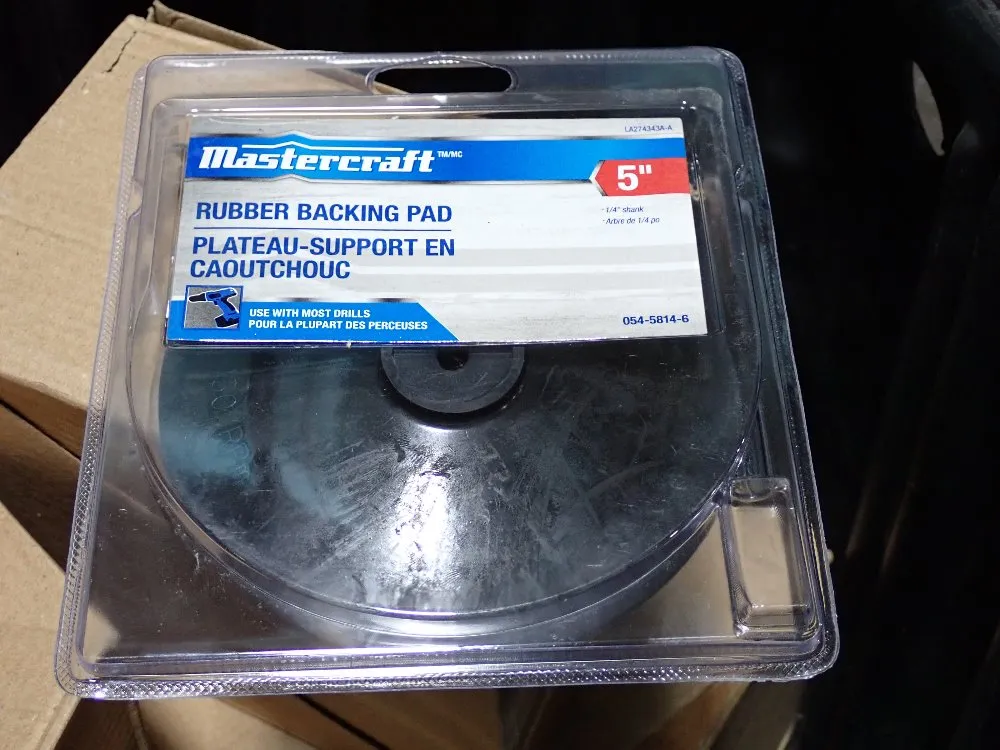 LA274343A-A
Mastercraft TM/MC
5"
RUBBER BACKING PAD
- 1/4" shank
- Arbre de 1/4 po
PLATEAU-SUPPORT EN
CAOUTCHOUC
USE WITH MOST DRILLS
POUR LA PLUPART DES PERCEUSES
054-5814-6